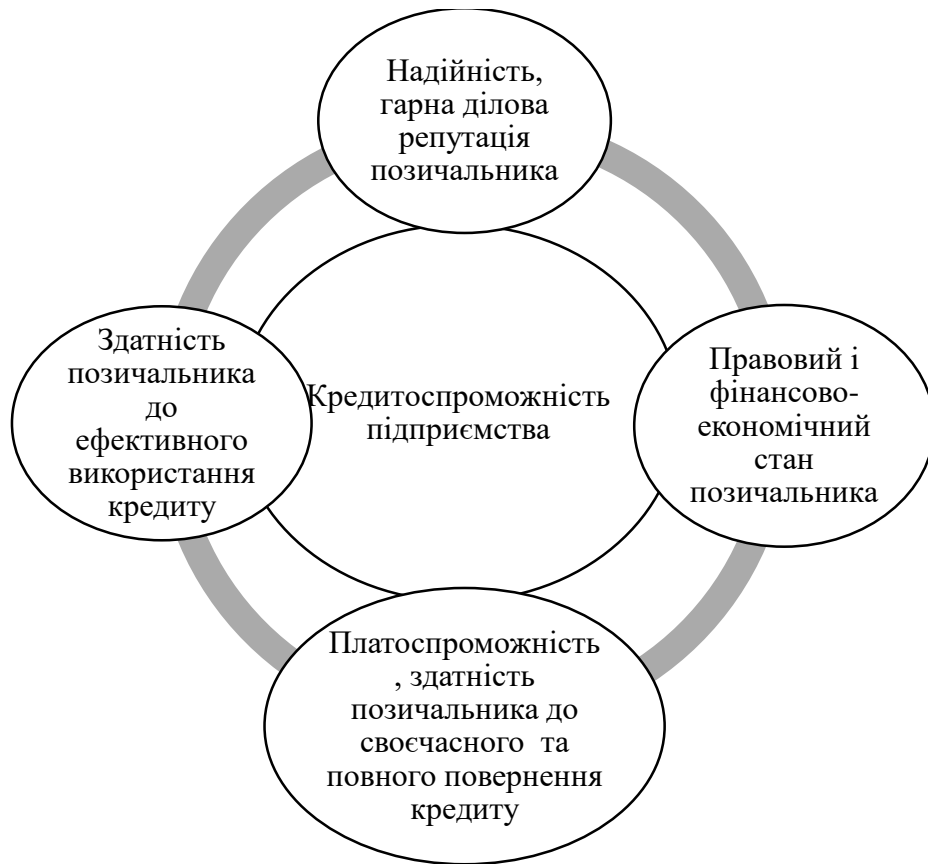 Надійність,
гарна ділова
репутація
позичальника
Здатність
позичальника
до
ефективного
використання
кредиту
Кредитоспроможність
підприємства
Правовий і
фінансово-
економічний
стан
позичальника
Платоспроможність
, здатність
позичальника до
своєчасного  та
повного повернення
кредиту